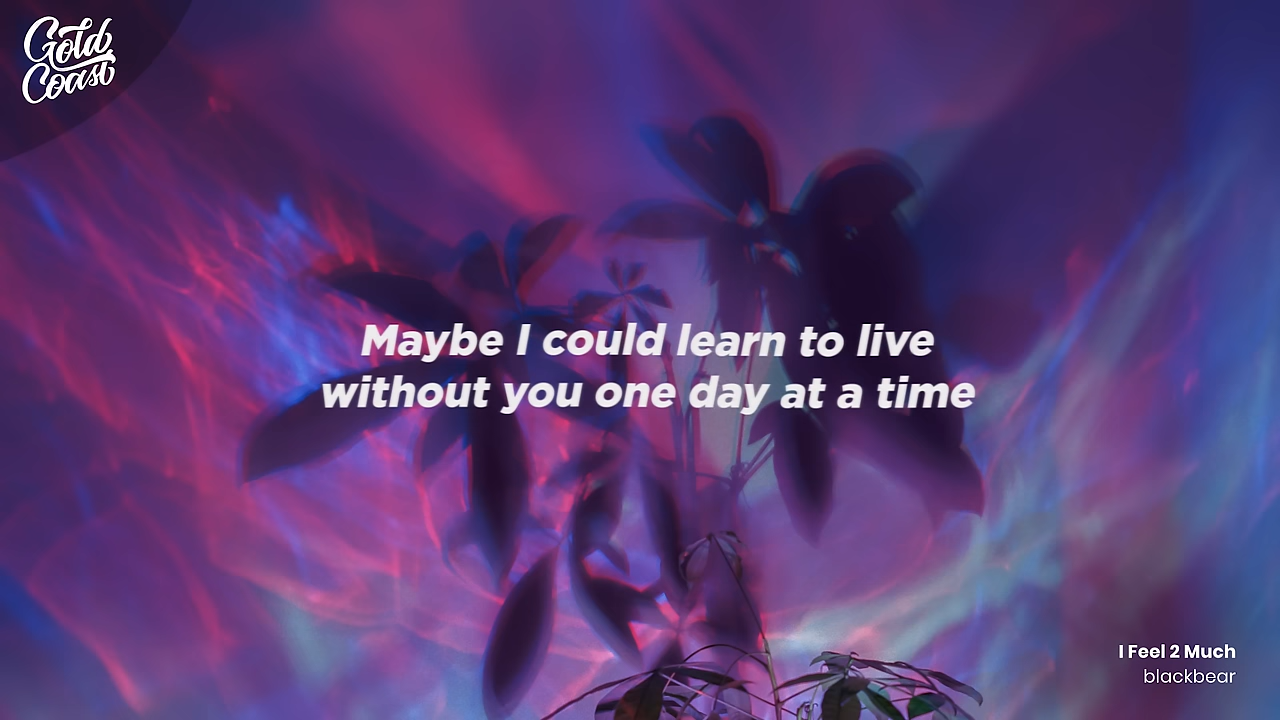 Gold
Coast
Maybe I could learn to live
without you one day at a time
I Feel 2 Much
blackbear